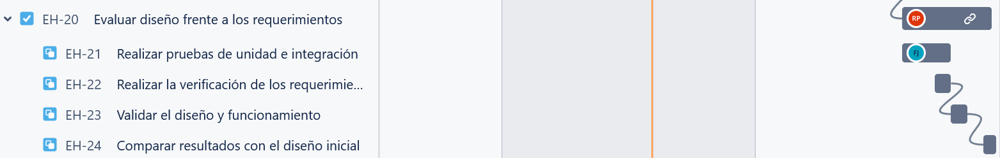 EH-20 Evaluar diseño frente a los requerimientos RP
EH-21 Realizar pruebas de unidad e integración FJ
EH-22 Realizar la verificación de los requerimie...
EH-23 Validar el diseño y funcionamiento
EH-24 Comparar resultados con el diseño inicial